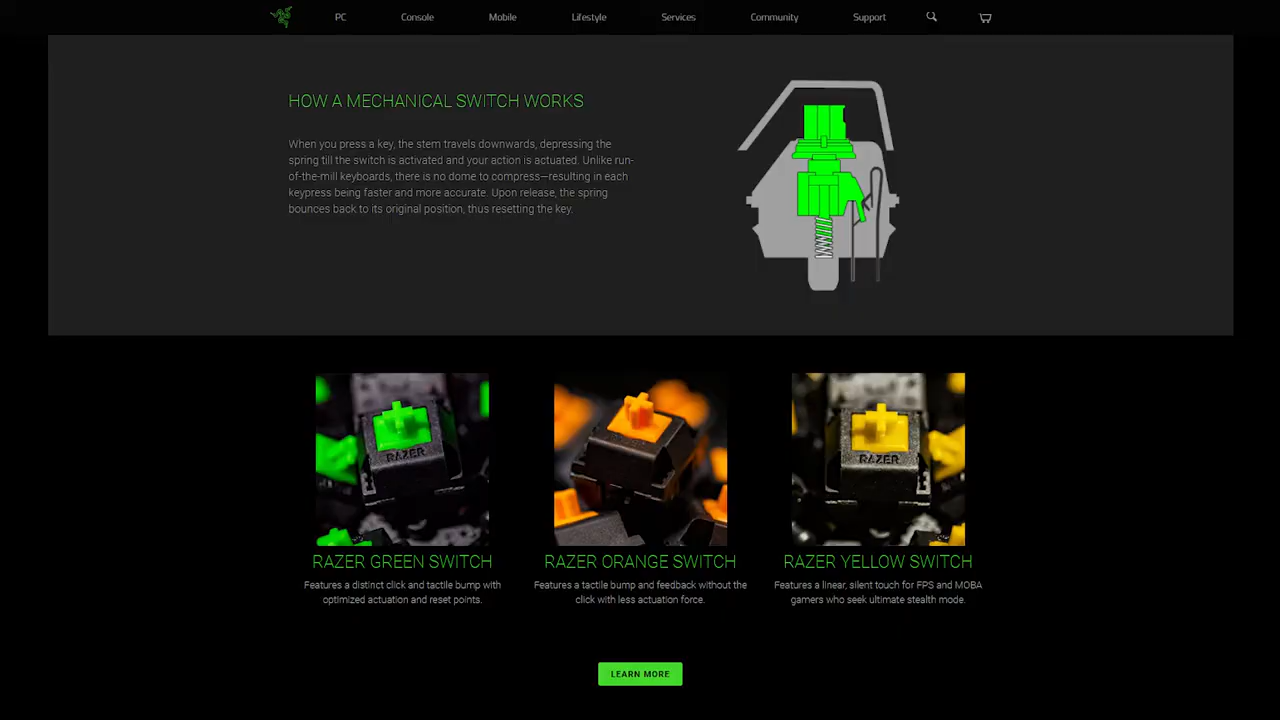 PC Console Mobile Lifestyle Services Community Support
HOW A MECHANICAL SWITCH WORKS
When you press a key, the stem travels downwards, depressing the
spring till the switch is activated and your action is actuated. Unlike run-
of-the-mill keyboards, there is no dome to compress—resulting in each
keypress being faster and more accurate. Upon release, the spring
bounces back to its original position, thus resetting the key.
RAZER
RAZER
RAZER GREEN SWITCH
Features a distinct click and tactile bump with
optimized actuation and reset points.
RAZER ORANGE SWITCH
Features a tactile bump and feedback without the
click with less actuation force.
RAZER YELLOW SWITCH
Features a linear, silent touch for FPS and MOBA
gamers who seek ultimate stealth mode.
LEARN MORE